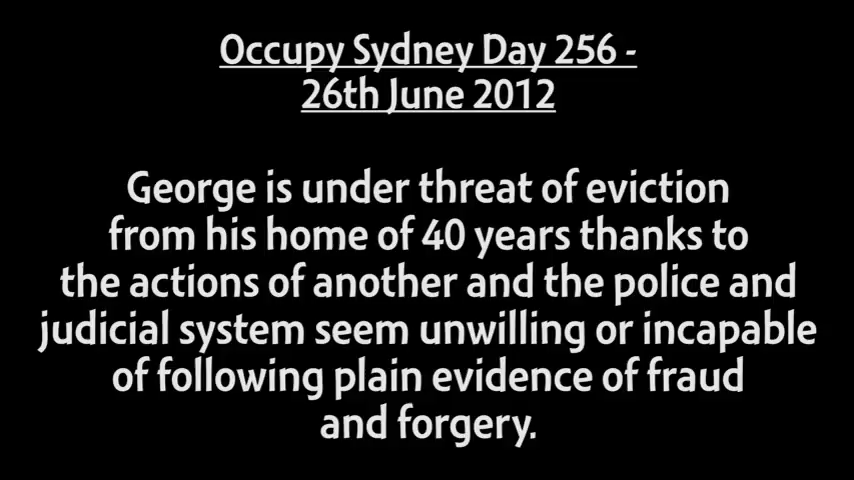 Occupy Sydney Day 256 -
26th June 2012
George is under threat of eviction
from his home of 40 years thanks to
the actions of another and the police and
judicial system seem unwilling or incapable
of following plain evidence of fraud
and forgery.